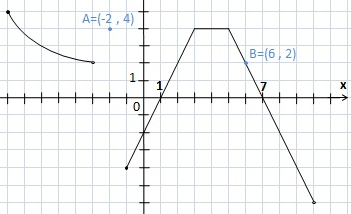 A=(-2 , 4)
B=(6 , 2)
1
7
x
1
0